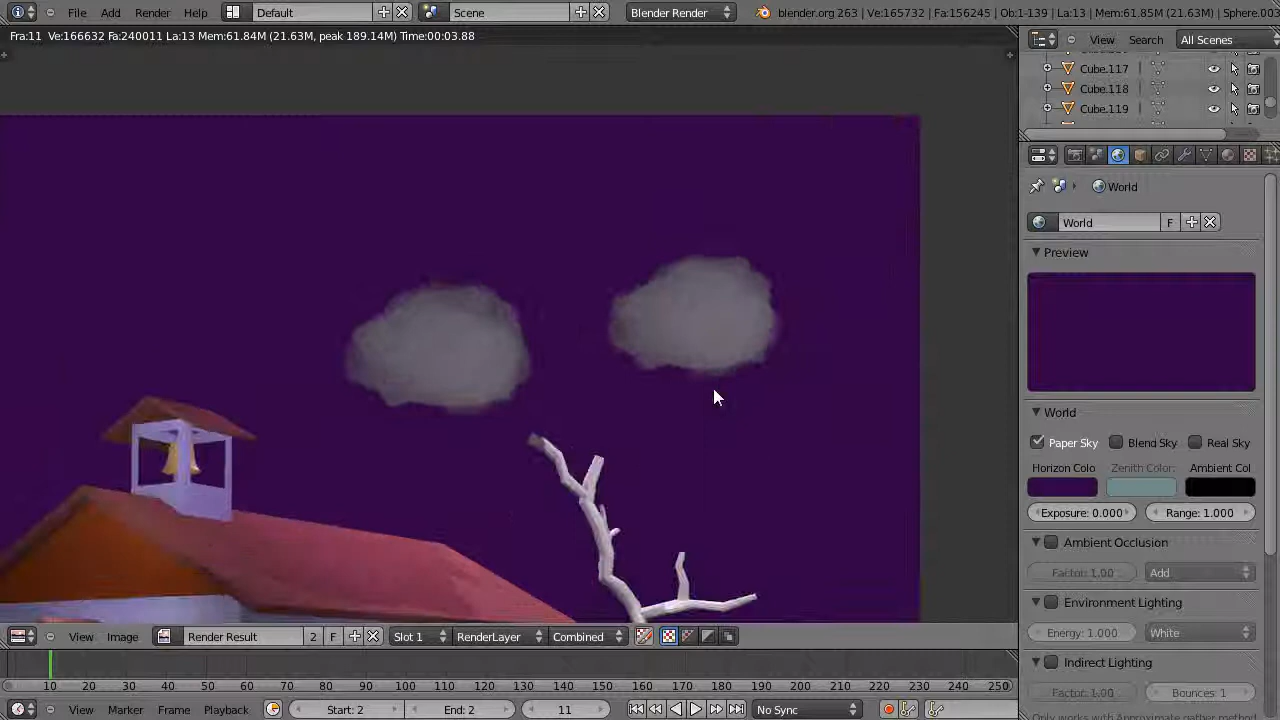 File Add Render Help Default Scene Blender Render blender.org 263 | Ve:165732 | Fa:156245 | Ob:1-139 | La:13 | Mem:61.85M (21.63M) | Sphere.003
Fra:11 Ve:166632 Fa:240011 La:13 Mem:61.84M (21.63M, peak 189.14M) Time:00:03.88
View Search All Scenes
Cube.117
Cube.118
Cube.119
World
World F
Preview
World
Paper Sky Blend Sky Real Sky
Horizon Colo Zenith Color: Ambient Col
Exposure: 0.000 Range: 1.000
Ambient Occlusion
Factor: 1.00 Add
Environment Lighting
Energy: 1.000 White
Indirect Lighting
Factor: 1.00 Bounces: 1
Only works with Approximate gather method
View Image Render Result 2 F Slot 1 RenderLayer Combined
10 20 30 40 50 60 70 80 90 100 110 120 130 140 150 160 170 180 190 200 210 220 230 240 250
View Marker Frame Playback Start: 2 End: 2 11 No Sync